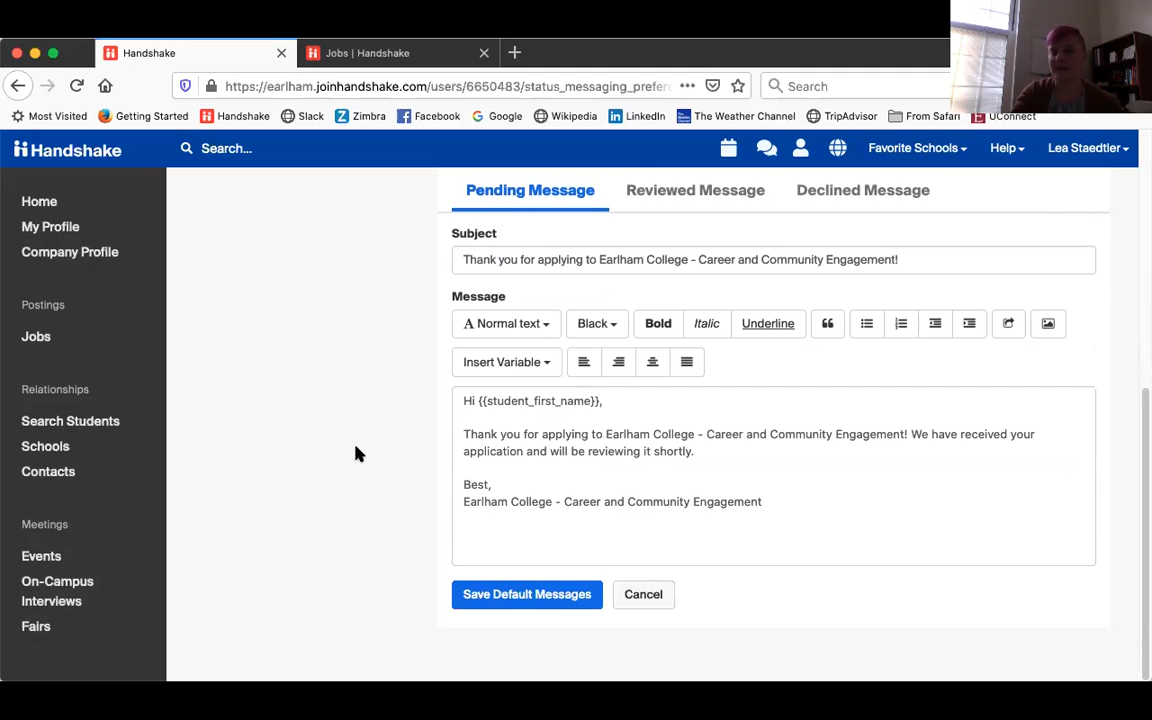 Handshake
Jobs | Handshake
https://earlham.joinhandshake.com/users/6650483/status_messaging_prefer
Search
Most Visited
Getting Started
Handshake
Slack
Zimbra
Facebook
Google
Wikipedia
LinkedIn
The Weather Channel
TripAdvisor
From Safari
UConnect
Handshake
Search...
Favorite Schools
Help
Lea Staedtler
Home
My Profile
Company Profile
Postings
Jobs
Relationships
Search Students
Schools
Contacts
Meetings
Events
On-Campus
Interviews
Fairs
Pending Message
Reviewed Message
Declined Message
Subject
Thank you for applying to Earlham College - Career and Community Engagement!
Message
A Normal text
Black
Bold
Italic
Underline
Insert Variable
Hi {{student_first_name}},
Thank you for applying to Earlham College - Career and Community Engagement! We have received your
application and will be reviewing it shortly.
Best,
Earlham College - Career and Community Engagement
Save Default Messages
Cancel